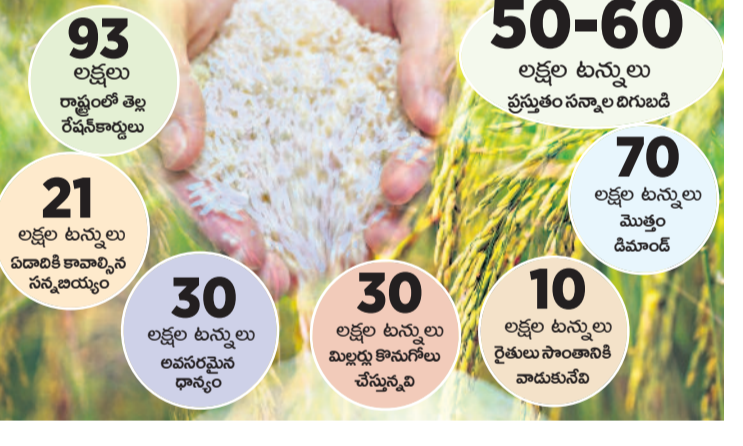 93
లక్షలు
రాష్ట్రంలో తెల్ల
రేషన్‌కార్డులు
21
లక్షల టన్నులు
ఏడాదికి కావాల్సిన
సన్నబియ్యం
30
లక్షల టన్నులు
అవసరమైన
ధాన్యం
30
లక్షల టన్నులు
మిల్లర్లు కొనుగోలు
చేస్తున్నవి
10
లక్షల టన్నులు
రైతులు సొంతానికి
వాడుకునేవి
70
లక్షల టన్నులు
మొత్తం
డిమాండ్
50-60
లక్షల టన్నులు
ప్రస్తుతం సన్నాల దిగుబడి